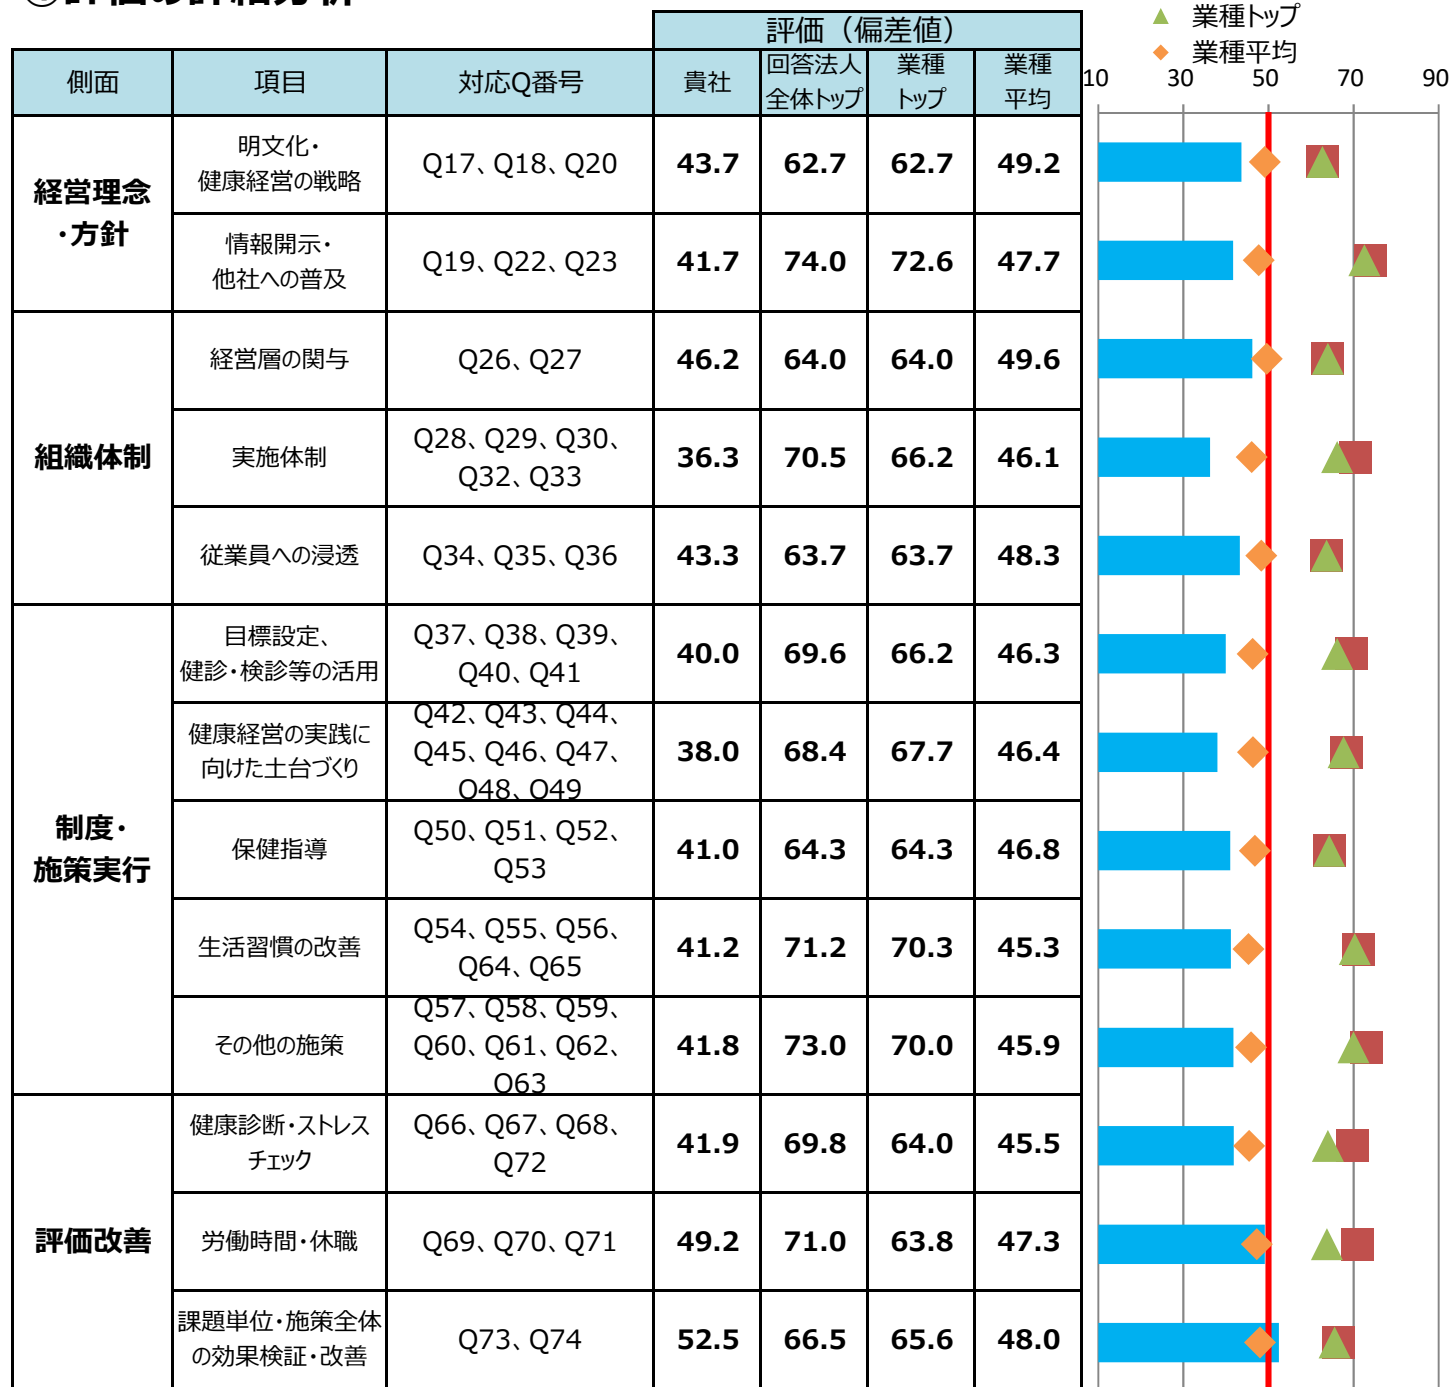 業種トップ
業種平均
評価（偏差値）
側面 項目 対応Q番号 貴社 回答法人 業種 業種
全体トップ トップ 平均
10 30 50 70 90
経営理念
・方針
明文化・
健康経営の戦略
Q17、Q18、Q20 43.7 62.7 62.7 49.2
情報開示・
他社への普及
Q19、Q22、Q23 41.7 74.0 72.6 47.7
組織体制
経営層の関与 Q26、Q27 46.2 64.0 64.0 49.6
実施体制
Q28、Q29、Q30、
Q32、Q33
36.3 70.5 66.2 46.1
従業員への浸透 Q34、Q35、Q36 43.3 63.7 63.7 48.3
制度・
施策実行
目標設定、
健診・検診等の活用
Q37、Q38、Q39、
Q40、Q41
40.0 69.6 66.2 46.3
健康経営の実践に
向けた土台づくり
Q42、Q43、Q44、
Q45、Q46、Q47、
Q48、Q49
38.0 68.4 67.7 46.4
保健指導
Q50、Q51、Q52、
Q53
41.0 64.3 64.3 46.8
生活習慣の改善
Q54、Q55、Q56、
Q64、Q65
41.2 71.2 70.3 45.3
その他の施策
Q57、Q58、Q59、
Q60、Q61、Q62、
Q63
41.8 73.0 70.0 45.9
評価改善
健康診断・ストレス
チェック
Q66、Q67、Q68、
Q72
41.9 69.8 64.0 45.5
労働時間・休職 Q69、Q70、Q71 49.2 71.0 63.8 47.3
課題単位・施策全体
の効果検証・改善
Q73、Q74 52.5 66.5 65.6 48.0